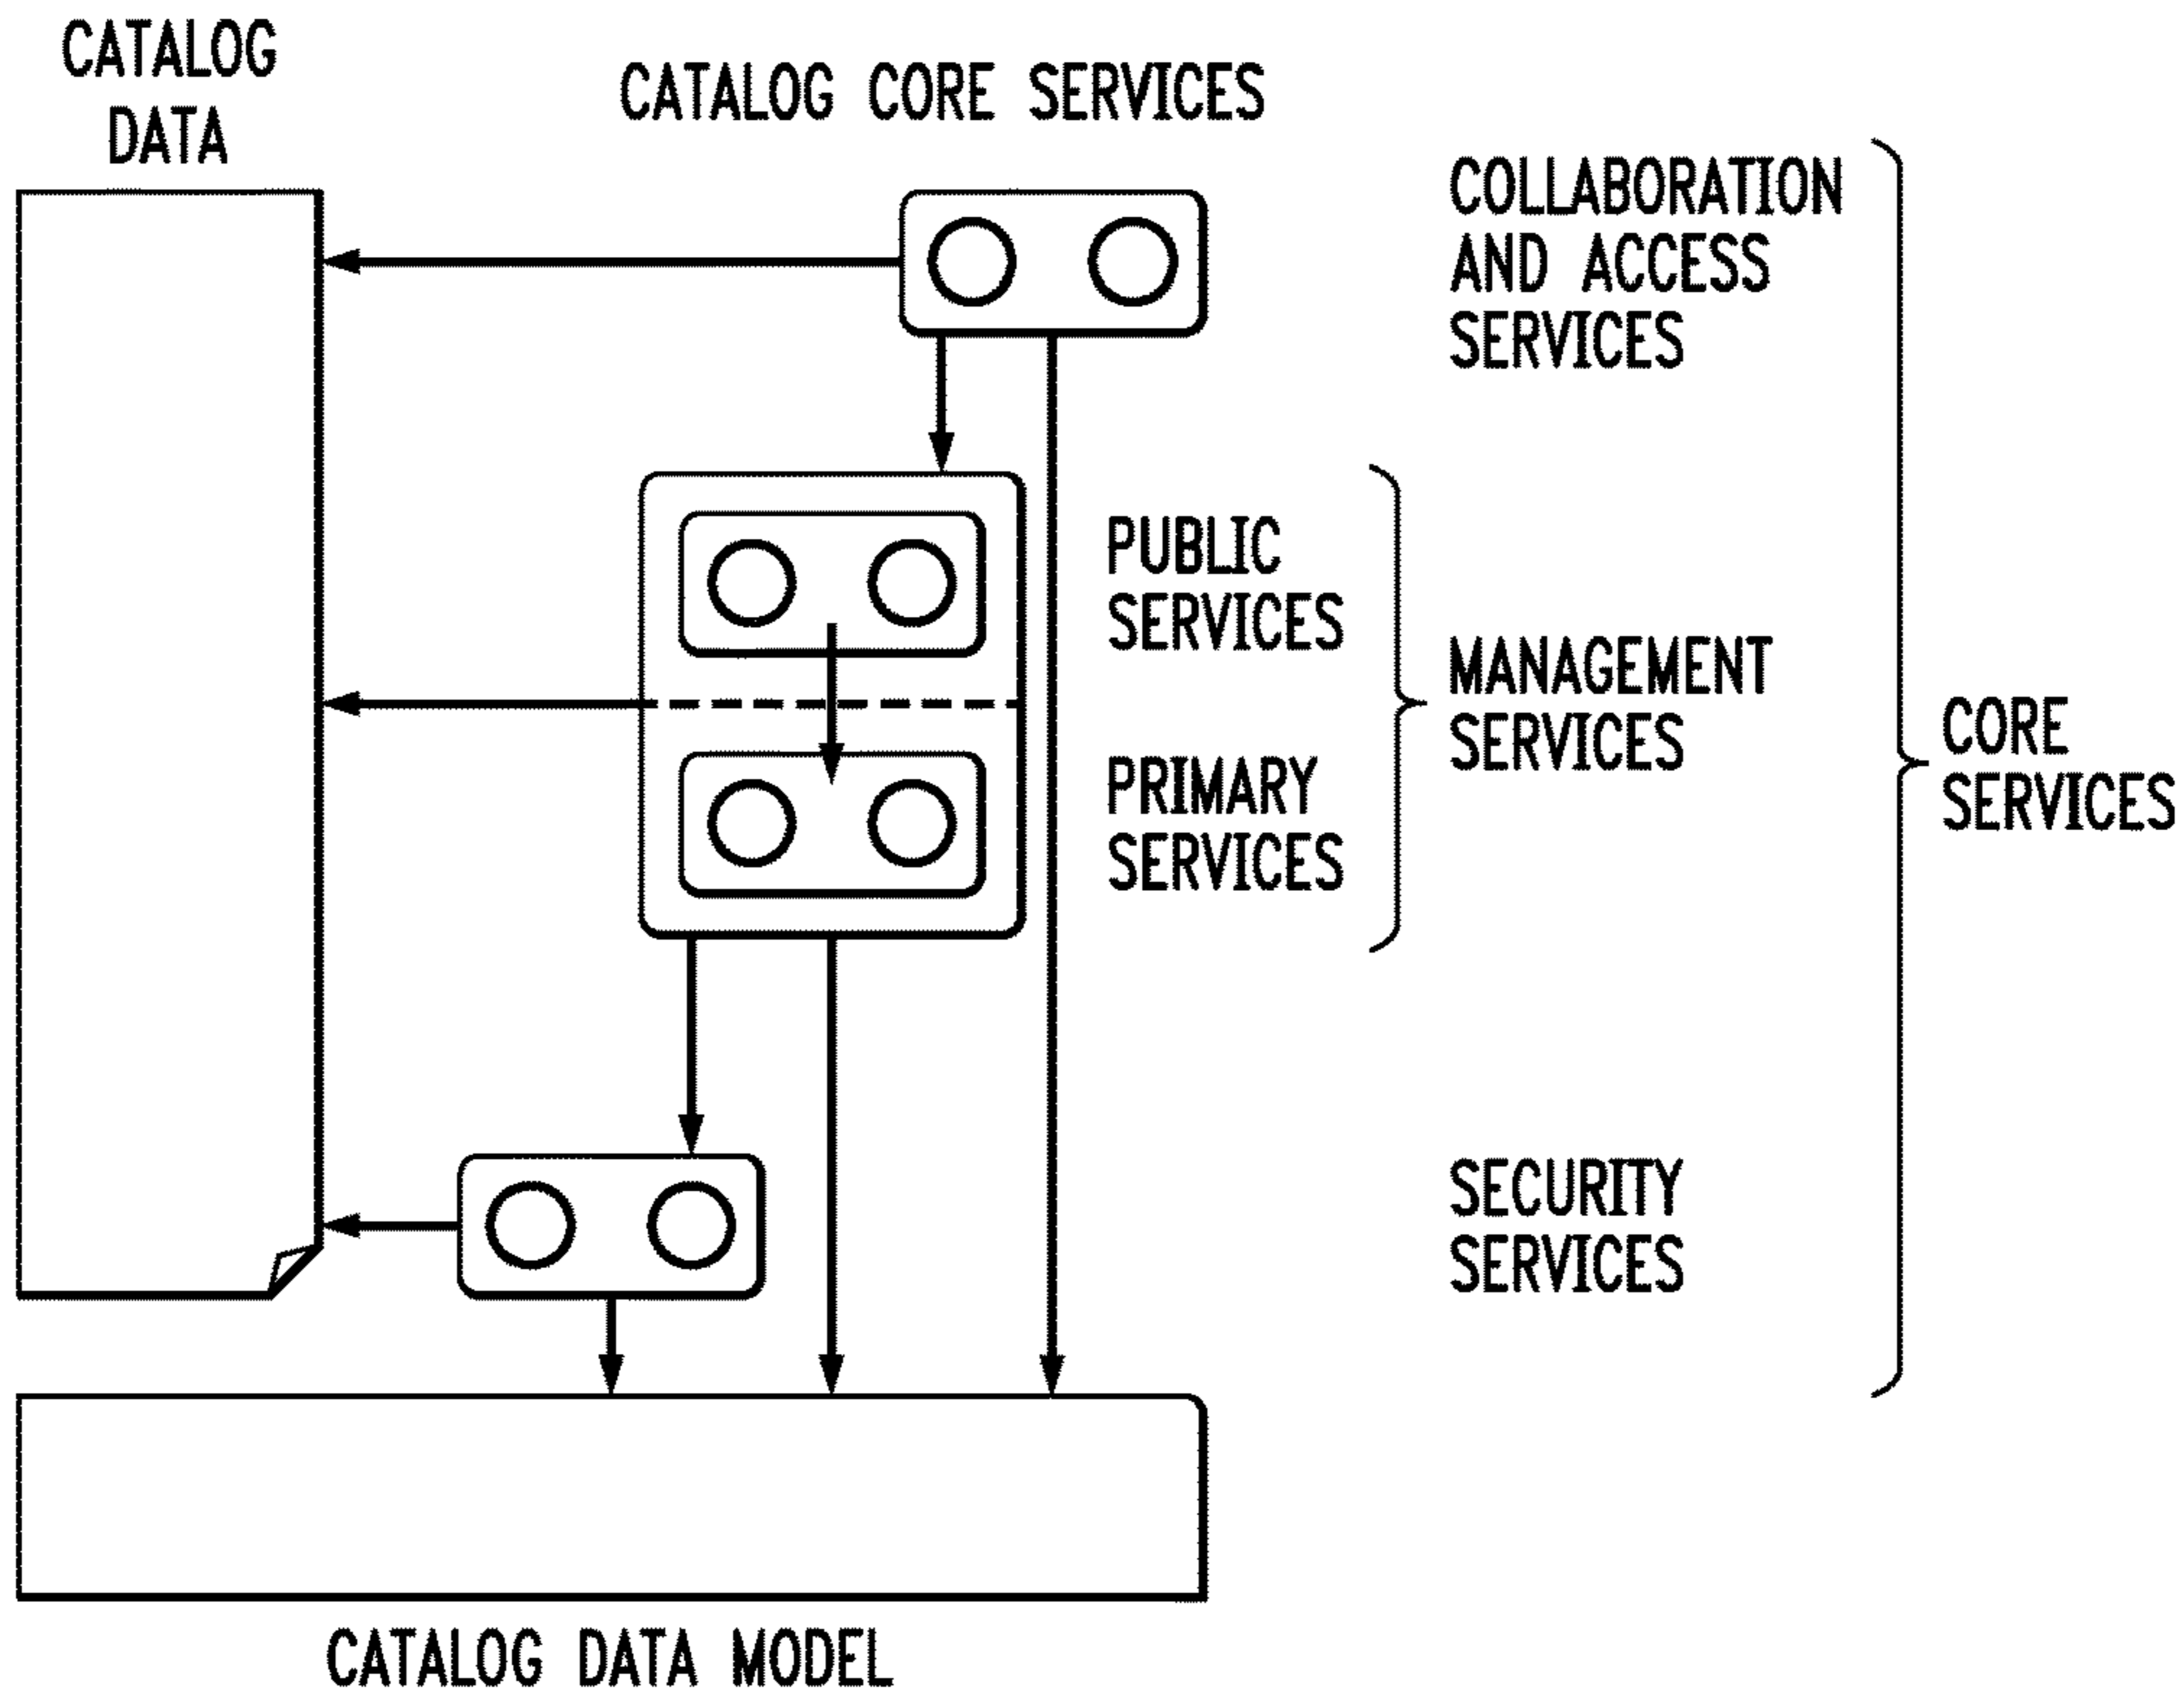 CATALOG
DATA
CATALOG CORE SERVICES
COLLABORATION
AND ACCESS
SERVICES
PUBLIC
SERVICES
MANAGEMENT
SERVICES
PRIMARY
SERVICES
CORE
SERVICES
SECURITY
SERVICES
CATALOG DATA MODEL